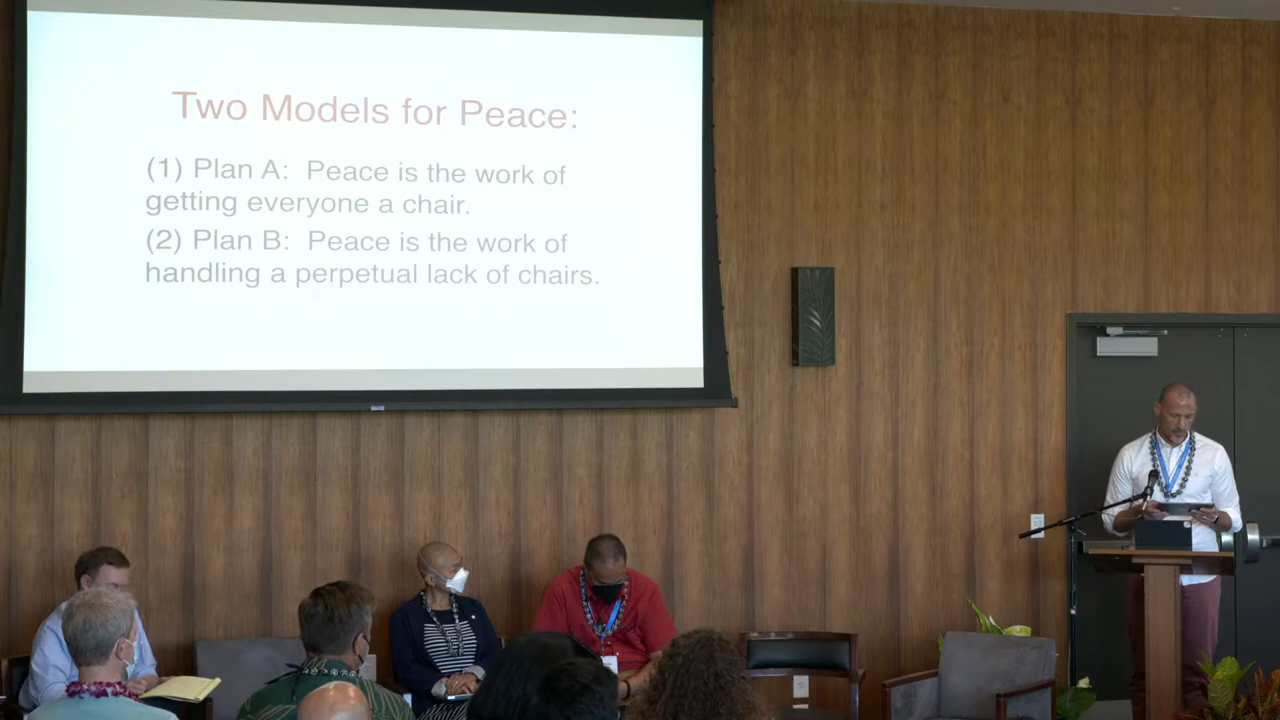 Two Models for Peace:
(1) Plan A: Peace is the work of
getting everyone a chair.
(2) Plan B: Peace is the work of
handling a perpetual lack of chairs.